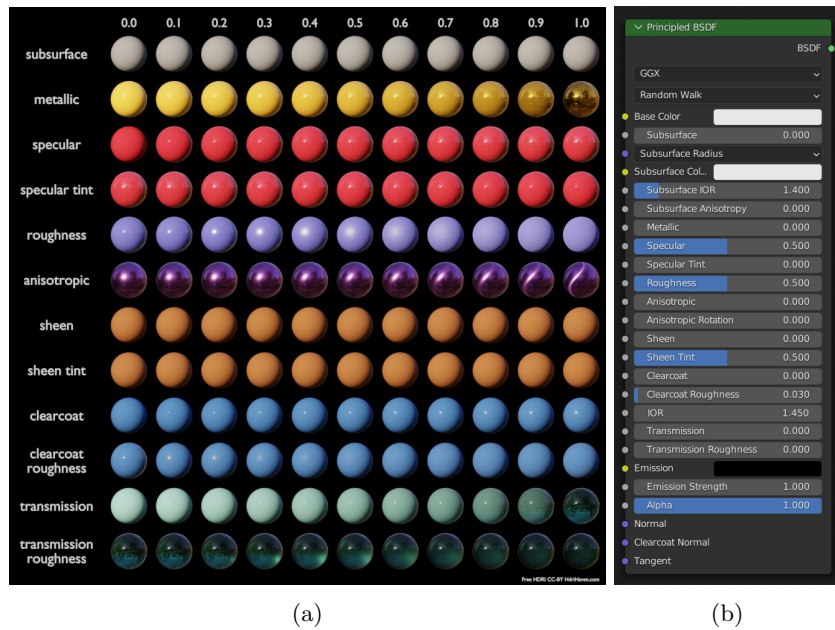 0.0 0.1 0.2 0.3 0.4 0.5 0.6 0.7 0.8 0.9 1.0
subsurface
metallic
specular
specular tint
roughness
anisotropic
sheen
sheen tint
clearcoat
clearcoat
roughness
transmission
transmission
roughness
Free HDRI CC-BY HdriHaven.com
(a)
Principled BSDF
BSDF
GGX
Random Walk
Base Color
Subsurface 0.000
Subsurface Radius
Subsurface Col...
Subsurface IOR 1.400
Subsurface Anisotropy 0.000
Metallic 0.000
Specular 0.500
Specular Tint 0.000
Roughness 0.500
Anisotropic 0.000
Anisotropic Rotation 0.000
Sheen 0.000
Sheen Tint 0.500
Clearcoat 0.000
Clearcoat Roughness 0.030
IOR 1.450
Transmission 0.000
Transmission Roughness 0.000
Emission
Emission Strength 1.000
Alpha 1.000
Normal
Clearcoat Normal
Tangent
(b)